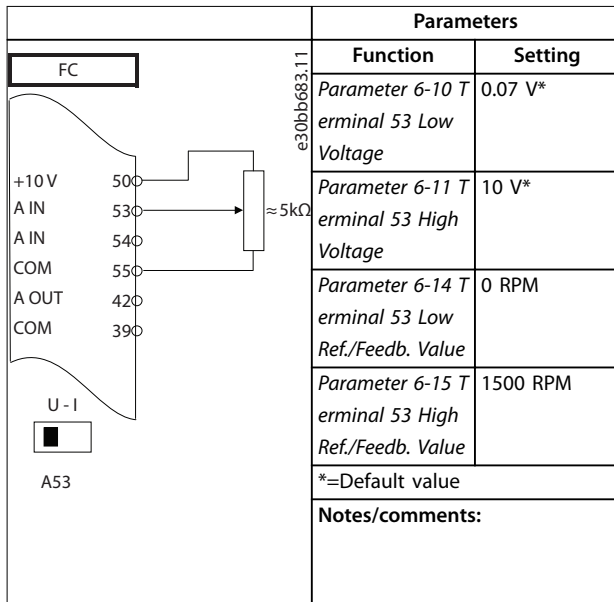 FC
e30bb683.11
+10 V 50
A IN 53
≈5kΩ
A IN 54
COM 55
A OUT 42
COM 39
U - I
A53
Parameters
Function Setting
Parameter 6-10 T 0.07 V*
erminal 53 Low
Voltage
Parameter 6-11 T 10 V*
erminal 53 High
Voltage
Parameter 6-14 T 0 RPM
erminal 53 Low
Ref./Feedb. Value
Parameter 6-15 T 1500 RPM
erminal 53 High
Ref./Feedb. Value
*=Default value
Notes/comments: